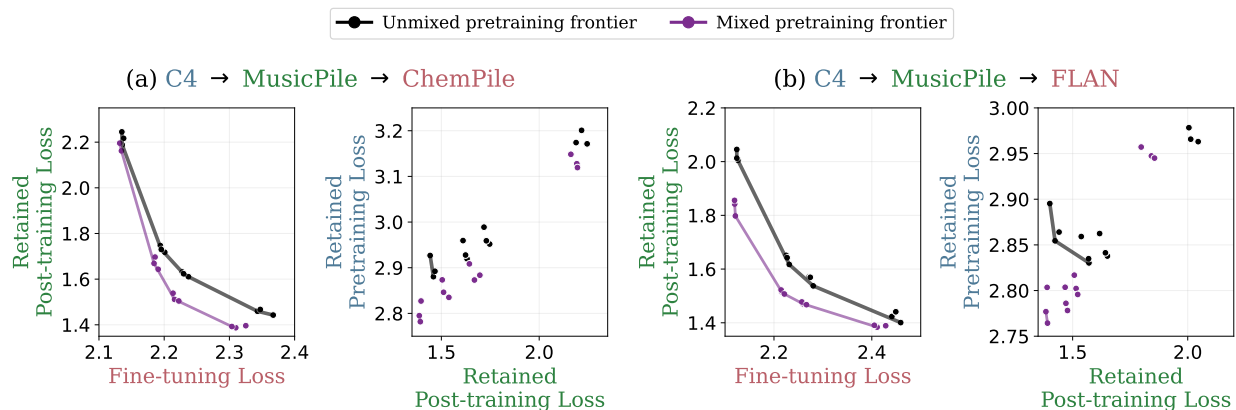 Unmixed pretraining frontier
Mixed pretraining frontier
(a) C4 → MusicPile → ChemPile
Retained
Post-training Loss
2.2
2.0
1.8
1.6
1.4
2.1
2.2
2.3
2.4
Fine-tuning Loss
Retained
Pretraining Loss
3.2
3.1
3.0
2.9
2.8
1.5
2.0
Retained
Post-training Loss
(b) C4 → MusicPile → FLAN
Retained
Post-training Loss
2.2
2.0
1.8
1.6
1.4
2.2
2.4
Fine-tuning Loss
Retained
Pretraining Loss
3.00
2.95
2.90
2.85
2.80
2.75
1.5
2.0
Retained
Post-training Loss